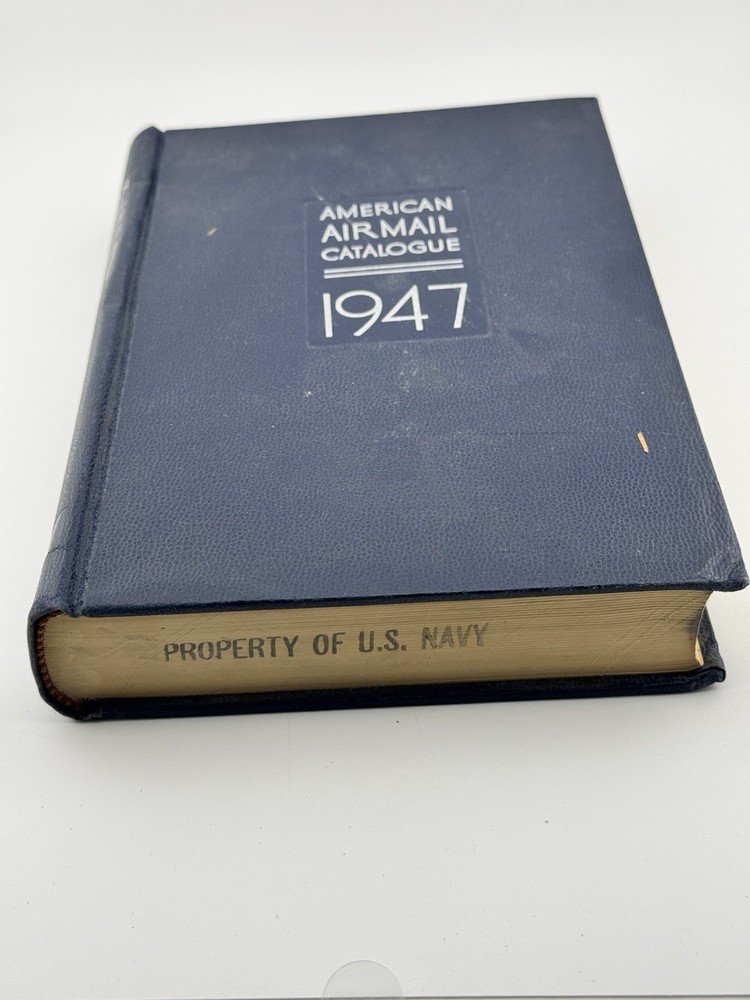 AMERICAN
AIRMAIL
CATALOGUE
1947
PROPERTY OF U.S. NAVY